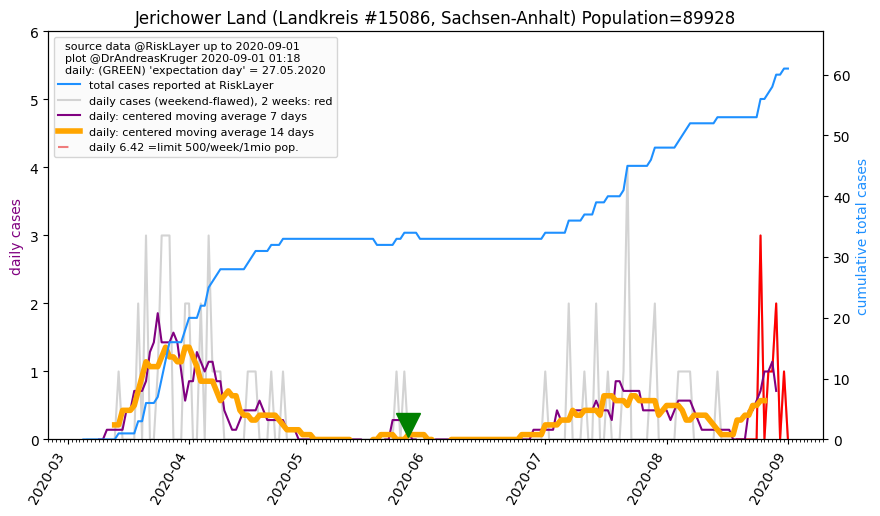 Jerichower Land (Landkreis #15086, Sachsen-Anhalt) Population=89928
source data @RiskLayer up to 2020-09-01
plot @DrAndreasKruger 2020-09-01 01:18
daily: (GREEN) 'expectation day' = 27.05.2020
total cases reported at RiskLayer
daily cases (weekend-flawed), 2 weeks: red
daily: centered moving average 7 days
daily: centered moving average 14 days
daily 6.42 =limit 500/week/1mio pop.
daily cases
6
5
4
3
2
1
0
cumulative total cases
60
50
40
30
20
10
0
2020-03
2020-04
2020-05
2020-06
2020-07
2020-08
2020-09